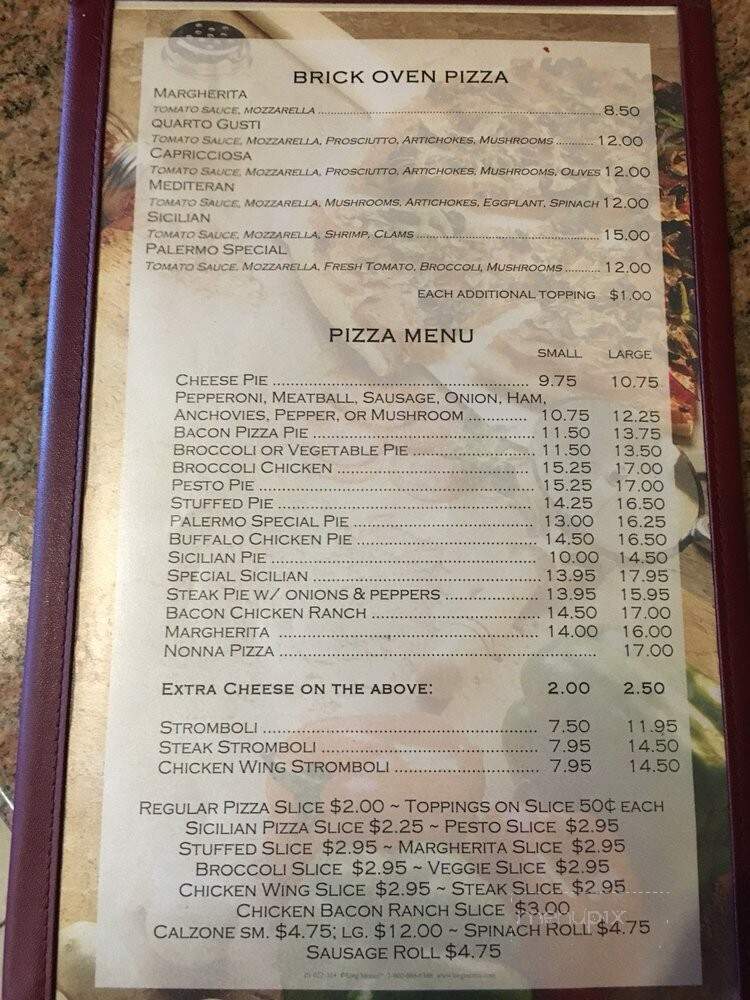 BRICK OVEN PIZZA
MARGHERITA
TOMATO SAUCE, MOZZARELLA ........ 8.50
QUARTO GUSTI
TOMATO SAUCE, MOZZARELLA, PROSCIUTTO, ARTICHOKES, MUSHROOMS ........ 12.00
CAPRICCIOSA
TOMATO SAUCE, MOZZARELLA, PROSCIUTTO, ARTICHOKES, MUSHROOMS, OLIVES 12.00
MEDITERAN
TOMATO SAUCE, MOZZARELLA, MUSHROOMS, ARTICHOKES, EGGPLANT, SPINACH 12.00
SICILIAN
TOMATO SAUCE, MOZZARELLA, SHRIMP, CLAMS ........ 15.00
PALERMO SPECIAL
TOMATO SAUCE, MOZZARELLA, FRESH TOMATO, BROCCOLI, MUSHROOMS ........ 12.00
EACH ADDITIONAL TOPPING $1.00
PIZZA MENU
SMALL LARGE
CHEESE PIE ........ 9.75 10.75
PEPPERONI, MEATBALL, SAUSAGE, ONION, HAM,
ANCHOVIES, PEPPER, OR MUSHROOM ........ 10.75 12.25
BACON PIZZA PIE ........ 11.50 13.75
BROCCOLI OR VEGETABLE PIE ........ 11.50 13.50
BROCCOLI CHICKEN ........ 15.25 17.00
PESTO PIE ........ 15.25 17.00
STUFFED PIE ........ 14.25 16.50
PALERMO SPECIAL PIE ........ 13.00 16.25
BUFFALO CHICKEN PIE ........ 14.50 16.50
SICILIAN PIE ........ 10.00 14.50
SPECIAL SICILIAN ........ 13.95 17.95
STEAK PIE W/ ONIONS & PEPPERS ........ 13.95 15.95
BACON CHICKEN RANCH ........ 14.50 17.00
MARGHERITA ........ 14.00 16.00
NONNA PIZZA ........ 17.00
EXTRA CHEESE ON THE ABOVE: 2.00 2.50
STROMBOLI ........ 7.50 11.95
STEAK STROMBOLI ........ 7.95 14.50
CHICKEN WING STROMBOLI ........ 7.95 14.50
REGULAR PIZZA SLICE $2.00 ~ TOPPINGS ON SLICE 50¢ EACH
SICILIAN PIZZA SLICE $2.25 ~ PESTO SLICE $2.95
STUFFED SLICE $2.95 ~ MARGHERITA SLICE $2.95
BROCCOLI SLICE $2.95 ~ VEGGIE SLICE $2.95
CHICKEN WING SLICE $2.95 ~ STEAK SLICE $2.95
CHICKEN BACON RANCH SLICE $3.00
menupix
CALZONE SM. $4.75; LG. $12.00 ~ SPINACH ROLL $4.75
SAUSAGE ROLL $4.75